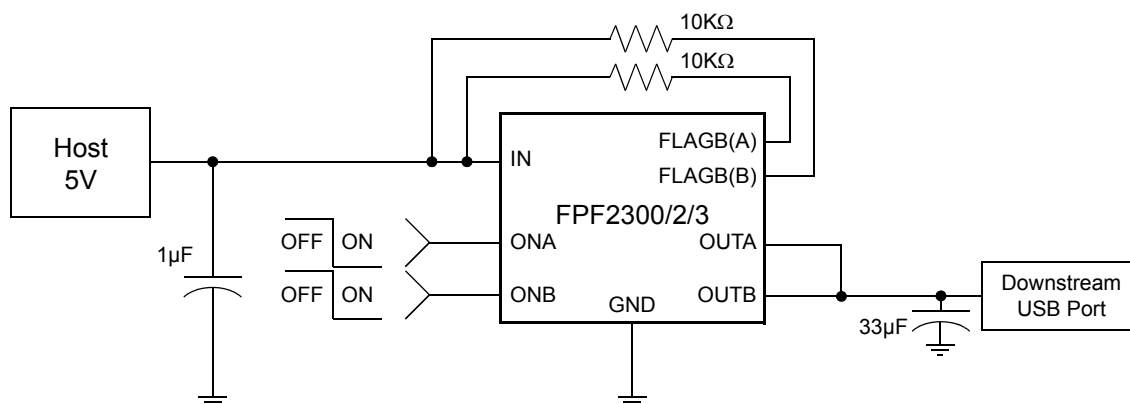 10KΩ
10KΩ
Host
5V
FLAGB(A)
IN
FLAGB(B)
FPF2300/2/3
OFF ON
ONA
OUTA
1μF
OFF ON
ONB
OUTB
GND
Downstream
USB Port
33μF